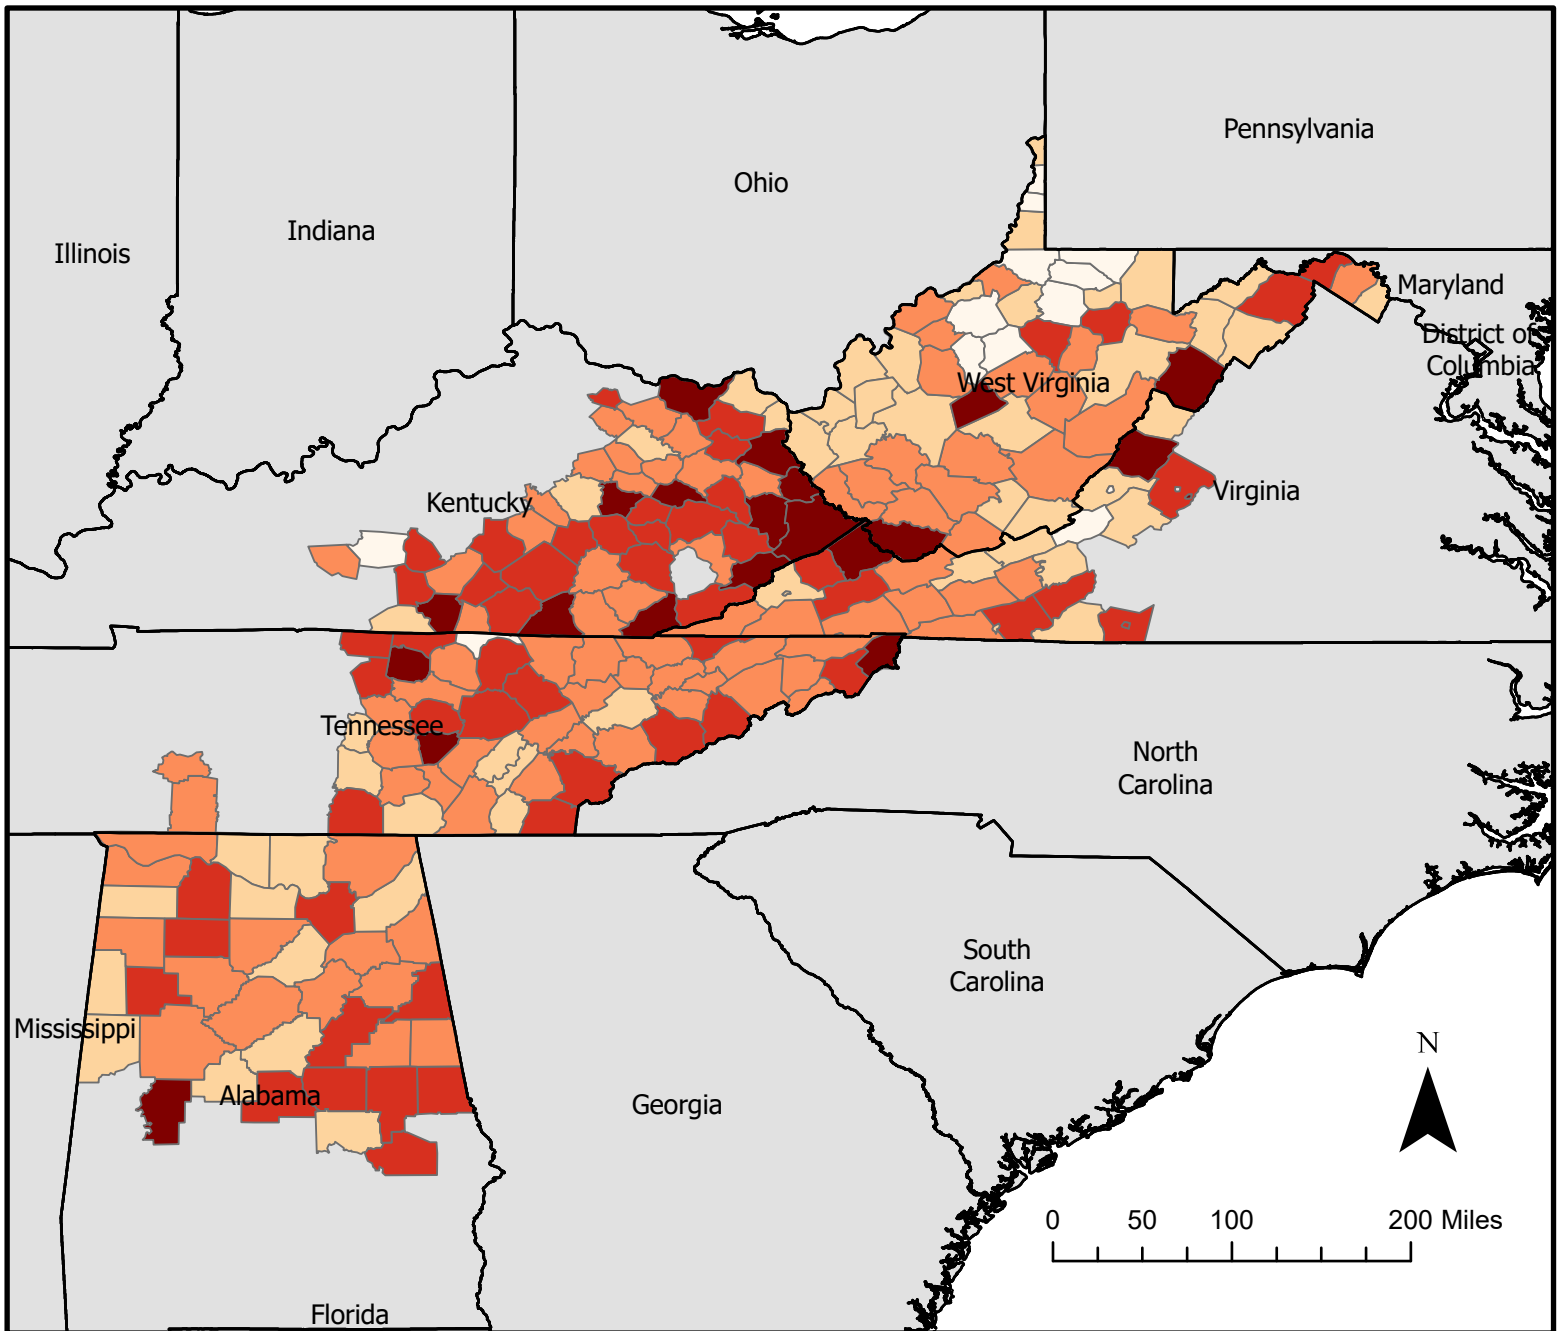 Pennsylvania
Ohio
Indiana
Illinois
Maryland
District of
Columbia
West Virginia
Kentucky
Virginia
Tennessee
North
Carolina
South
Carolina
Mississippi
Alabama
Georgia
N
0 50 100 200 Miles
Florida